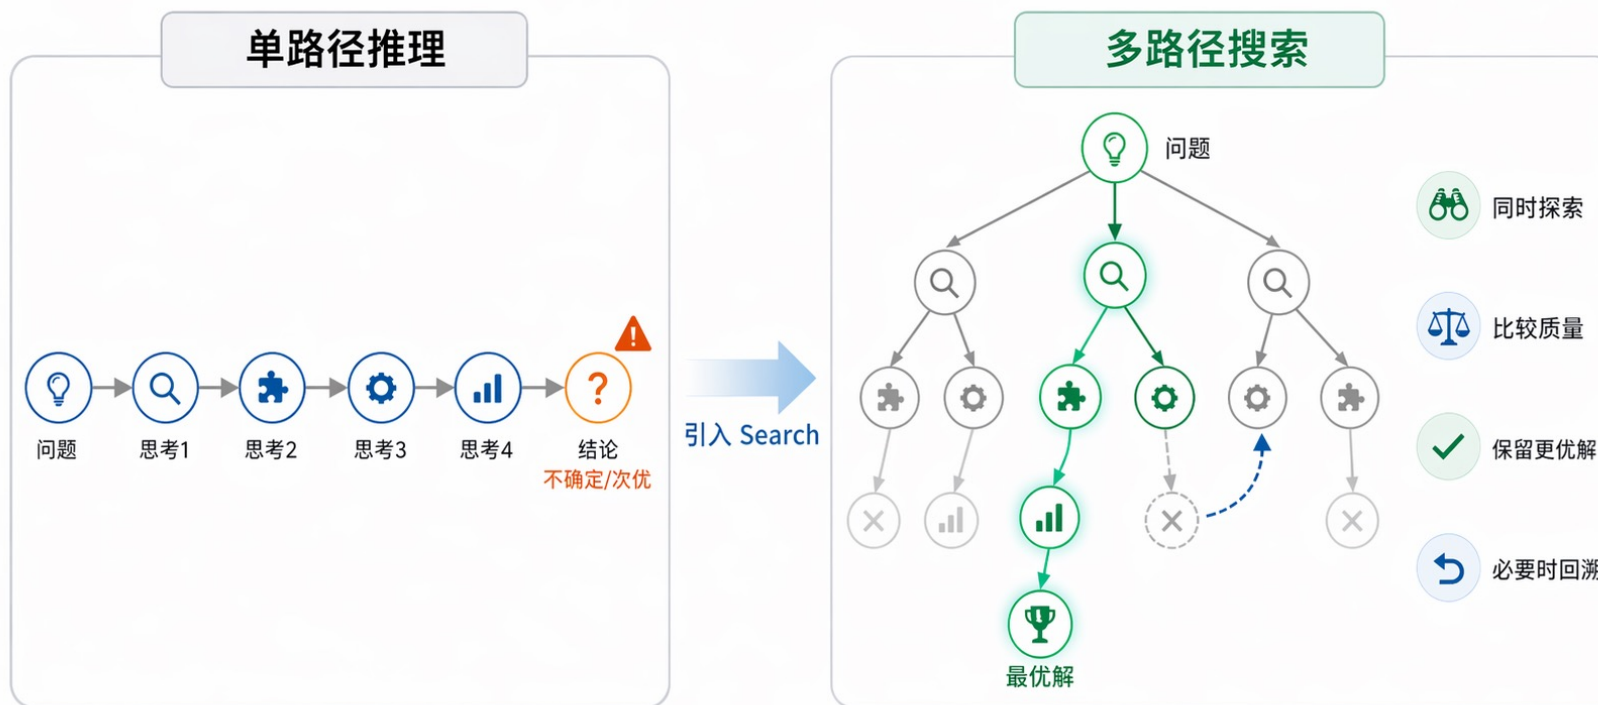 单路径推理
问题
思考1
思考2
思考3
思考4
结论
不确定/次优
引入 Search
多路径搜索
问题
最优解
同时探索
比较质量
保留更优解
必要时回溯